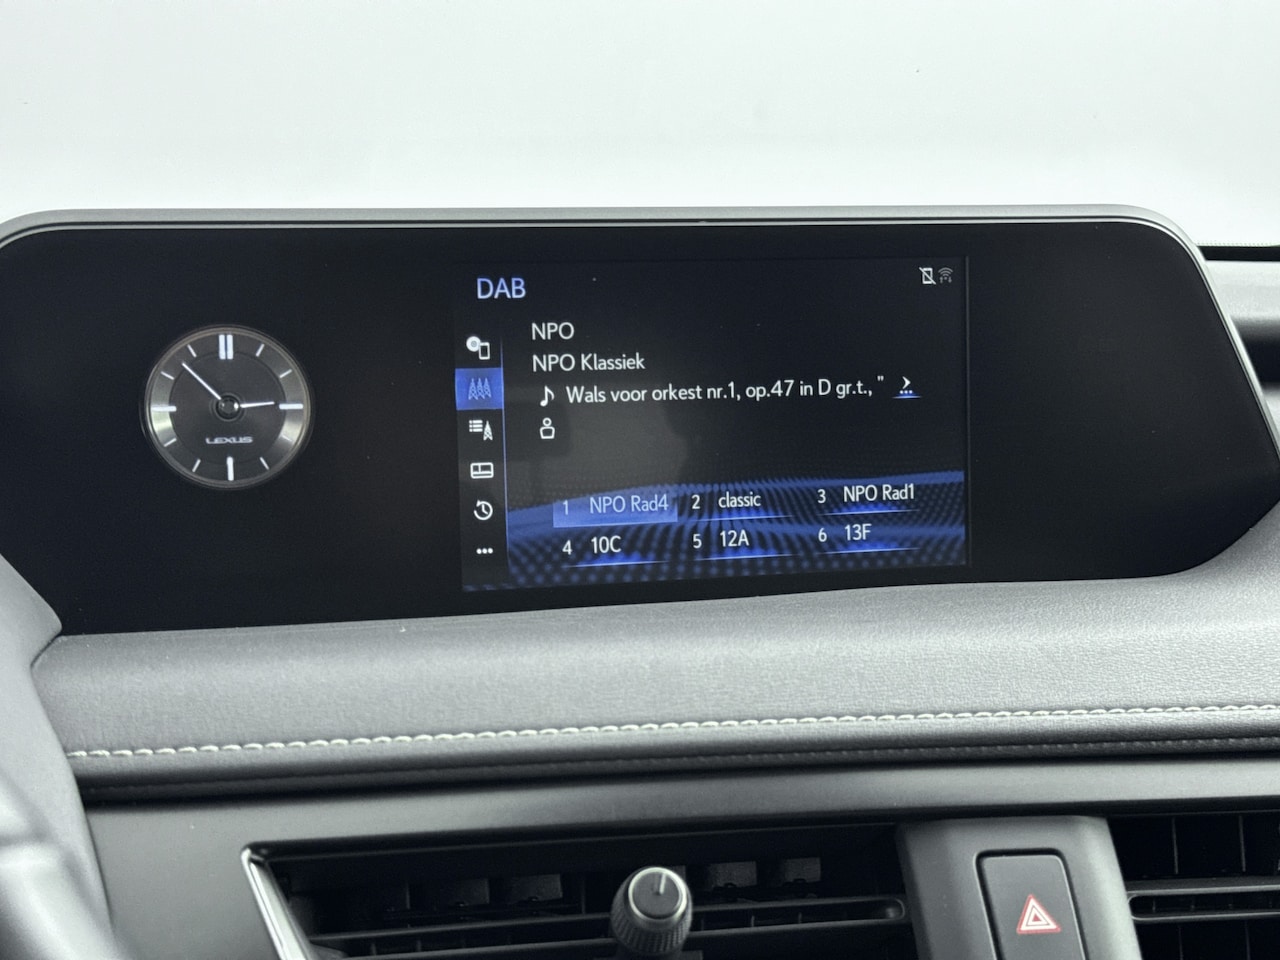 DAB
NPO
NPO Klassiek
Wals voor orkest nr.1, op.47 in D gr.t., "
1 NPO Rad4 2 classic 3 NPO Rad1
4 10C 5 12A 6 13F
LEXUS